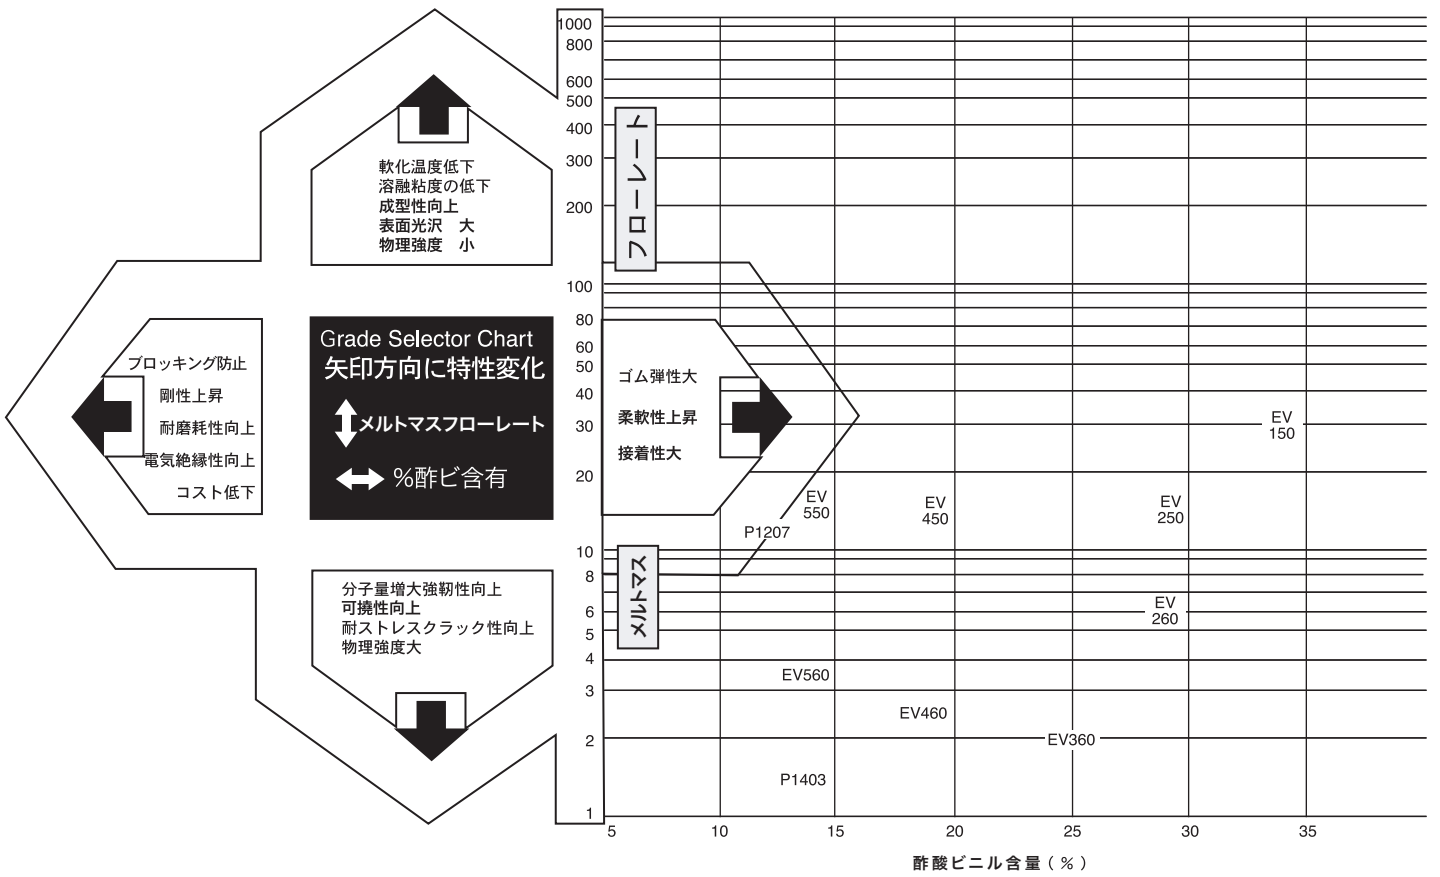 軟化温度低下
溶融粘度の低下
成型性向上
表面光沢　大
物理強度　小
ブロッキング防止
剛性上昇
耐磨耗性向上
電気絶縁性向上
コスト低下
Grade Selector Chart
矢印方向に特性変化
メルトマスフローレート
%酢ビ含有
ゴム弾性大
柔軟性上昇
接着性大
分子量増大強靭性向上
可撓性向上
耐ストレスクラック性向上
物理強度大
フローレート
メルトマス
1000
800
600
500
400
300
200
100
80
60
50
40
30
20
10
8
6
5
4
3
2
1
EV
150
EV
550
EV
450
EV
250
P1207
EV
260
EV560
EV460
EV360
P1403
5
10
15
20
25
30
35
酢酸ビニル含量（%）